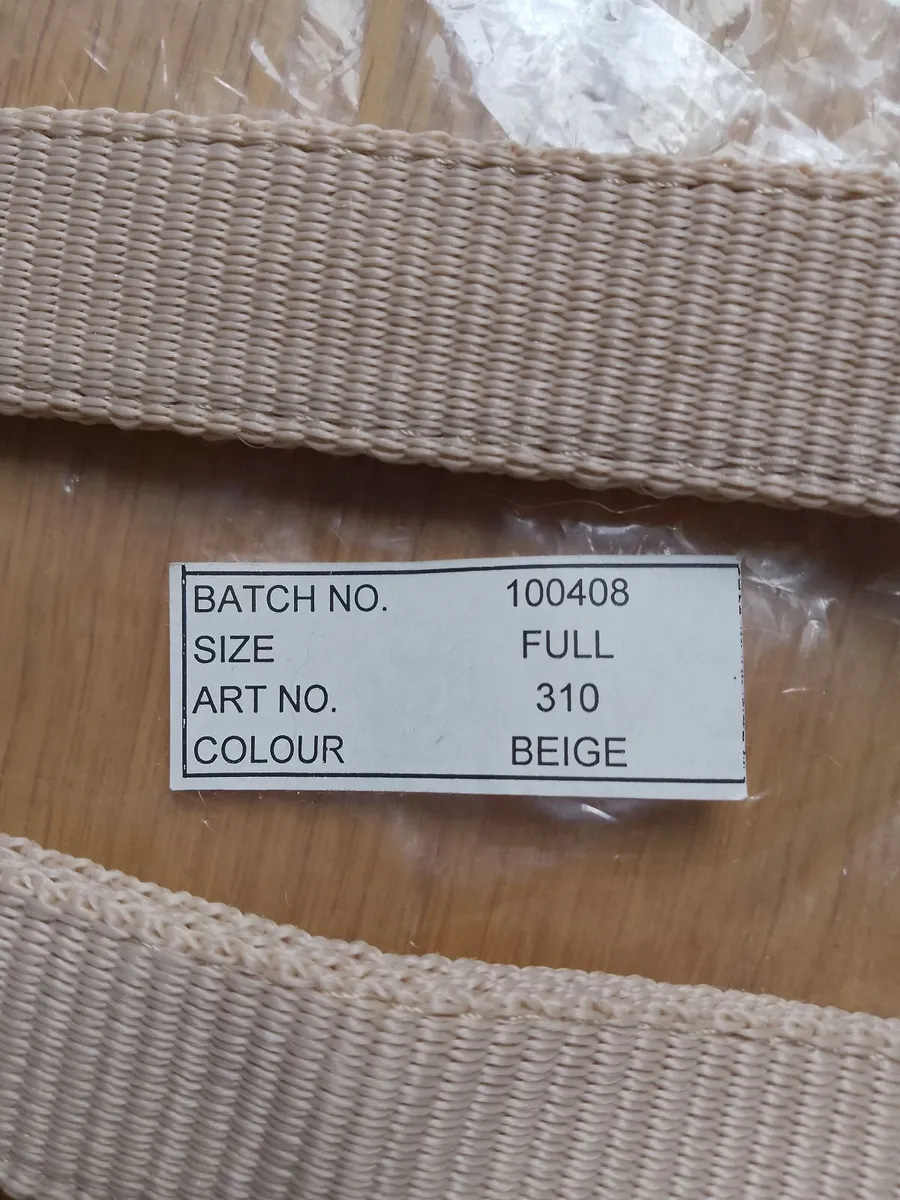 BATCH NO. 100408
SIZE FULL
ART NO. 310
COLOUR BEIGE